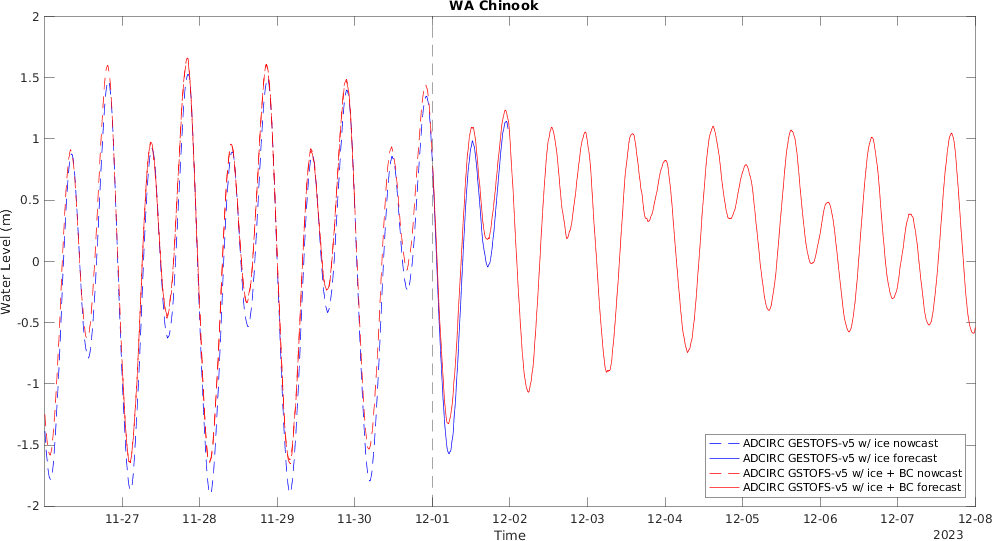 WA Chinook
2
1.5
1
0.5
0
-0.5
-1
-1.5
-2
Water Level (m)
11-27 11-28 11-29 11-30 12-01 12-02 12-03 12-04 12-05 12-06 12-07 12-08
Time
2023
ADCIRC GESTOFS-v5 w/ ice nowcast
ADCIRC GESTOFS-v5 w/ ice forecast
ADCIRC GSTOFS-v5 w/ ice + BC nowcast
ADCIRC GSTOFS-v5 w/ ice + BC forecast